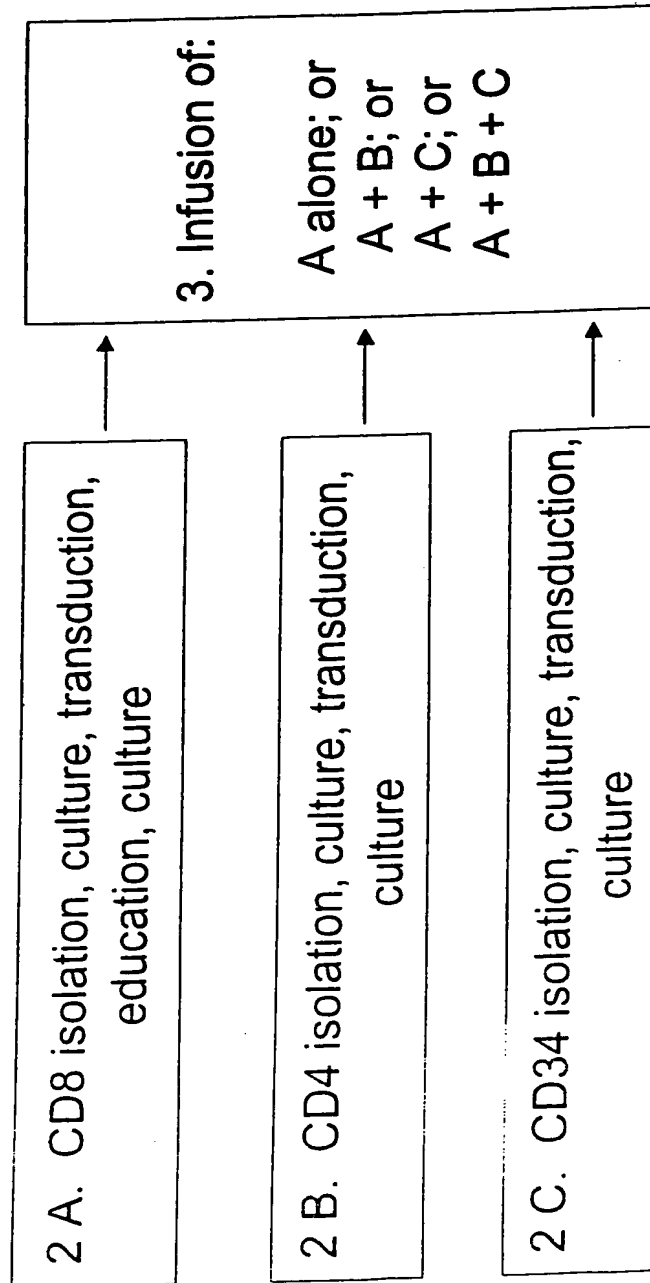 2 A. CD8 isolation, culture, transduction,
education, culture
2 B. CD4 isolation, culture, transduction,
culture
2 C. CD34 isolation, culture, transduction,
culture
3. Infusion of:
A alone; or
A + B; or
A + C; or
A + B + C